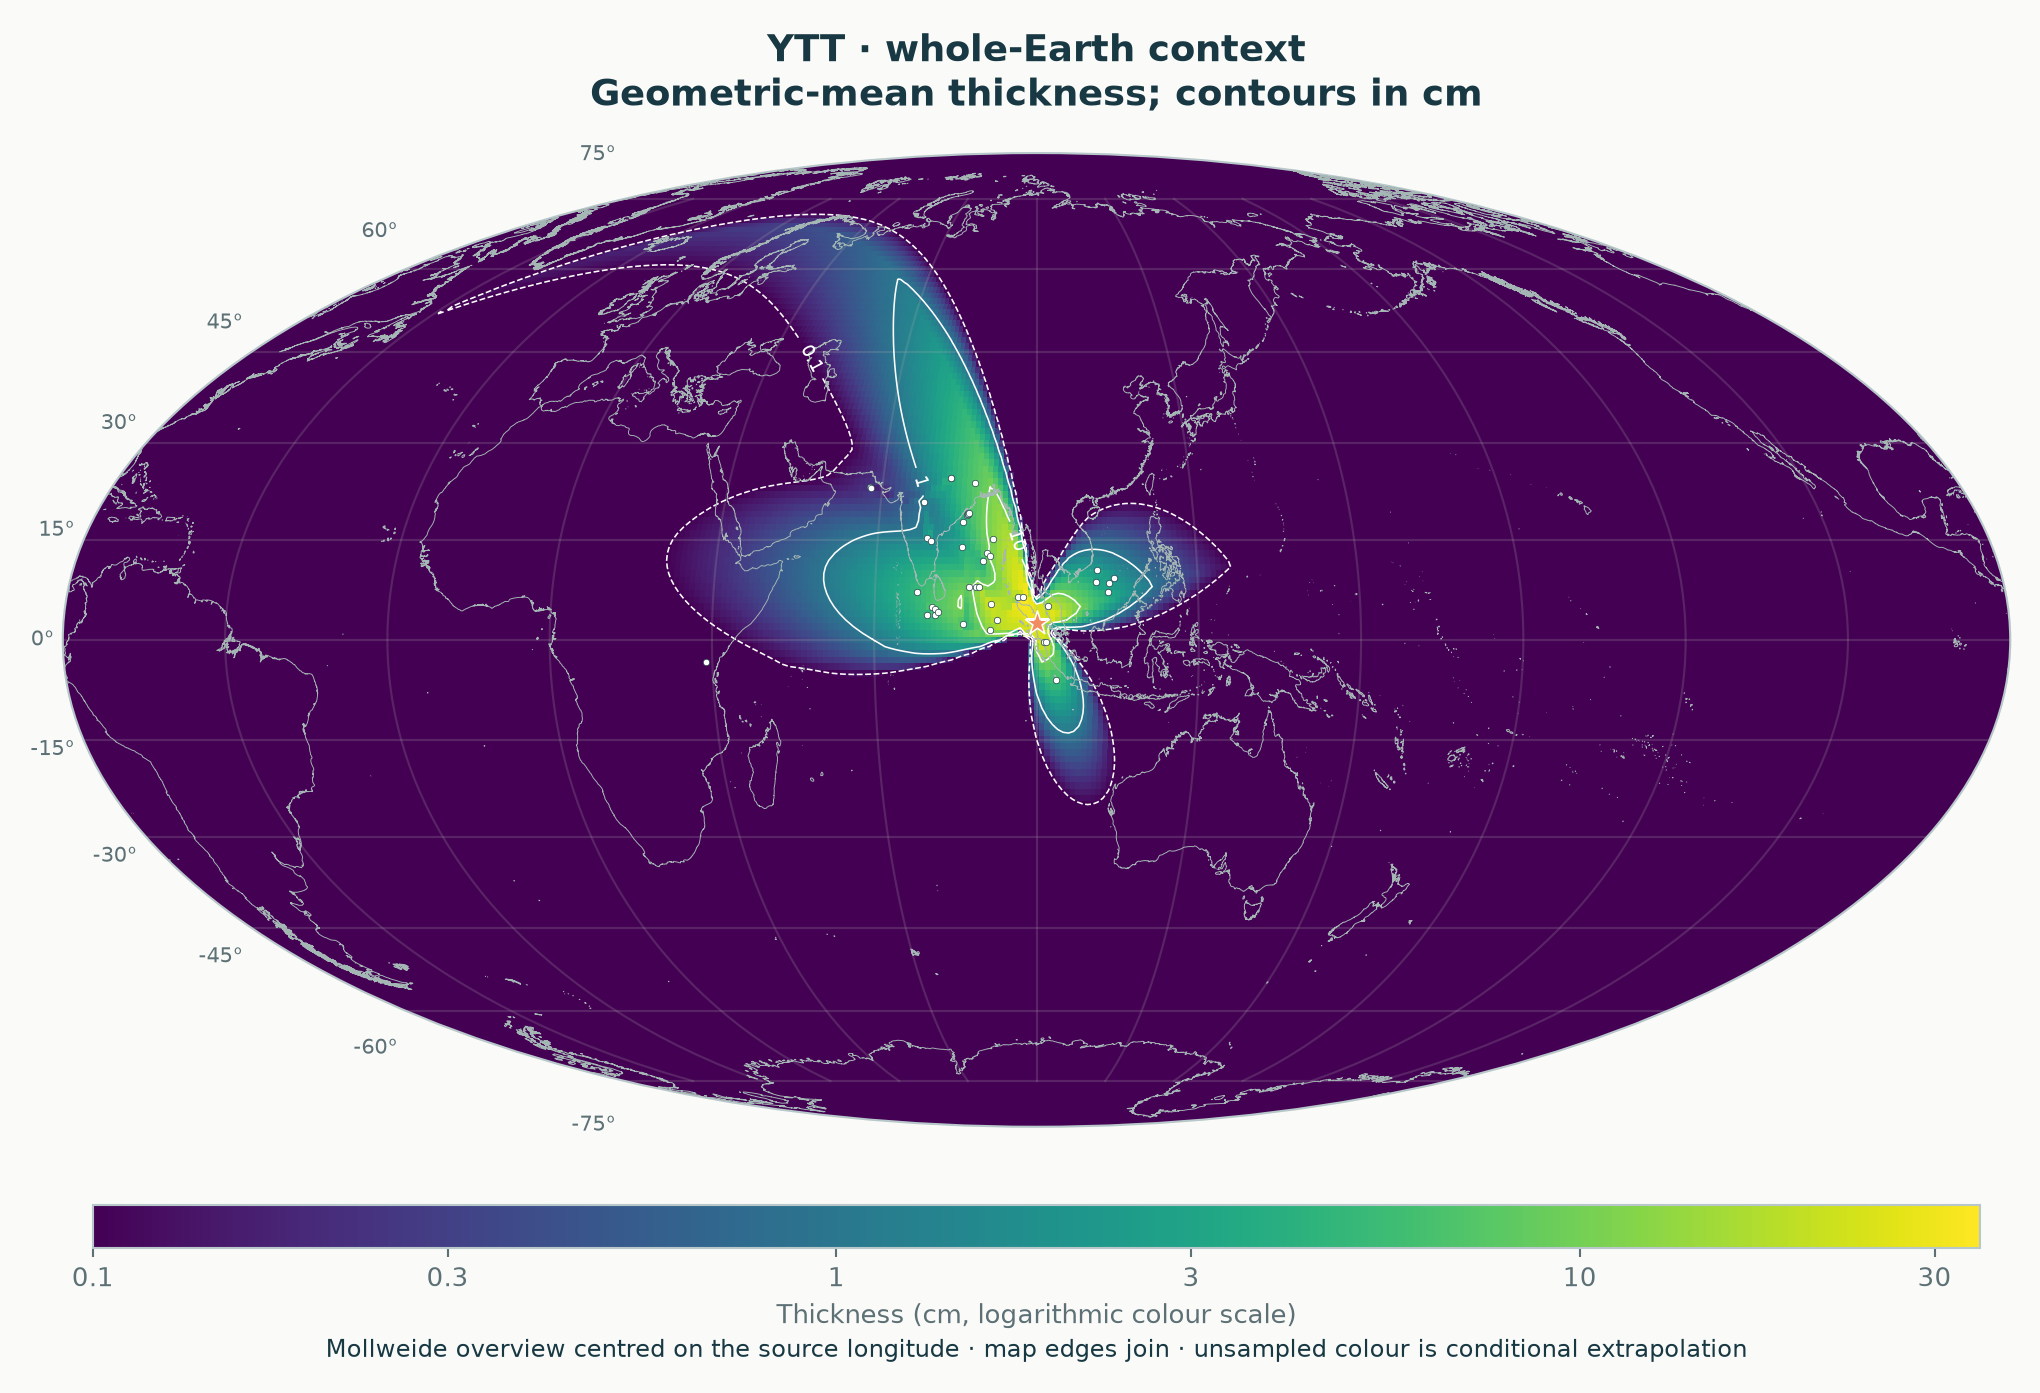 YTT · whole-Earth context
Geometric-mean thickness; contours in cm
75°
60°
45°
30°
15°
0°
-15°
-30°
-45°
-60°
-75°
0.1
1
10
0.1 0.3 1 3 10 30
Thickness (cm, logarithmic colour scale)
Mollweide overview centred on the source longitude · map edges join · unsampled colour is conditional extrapolation